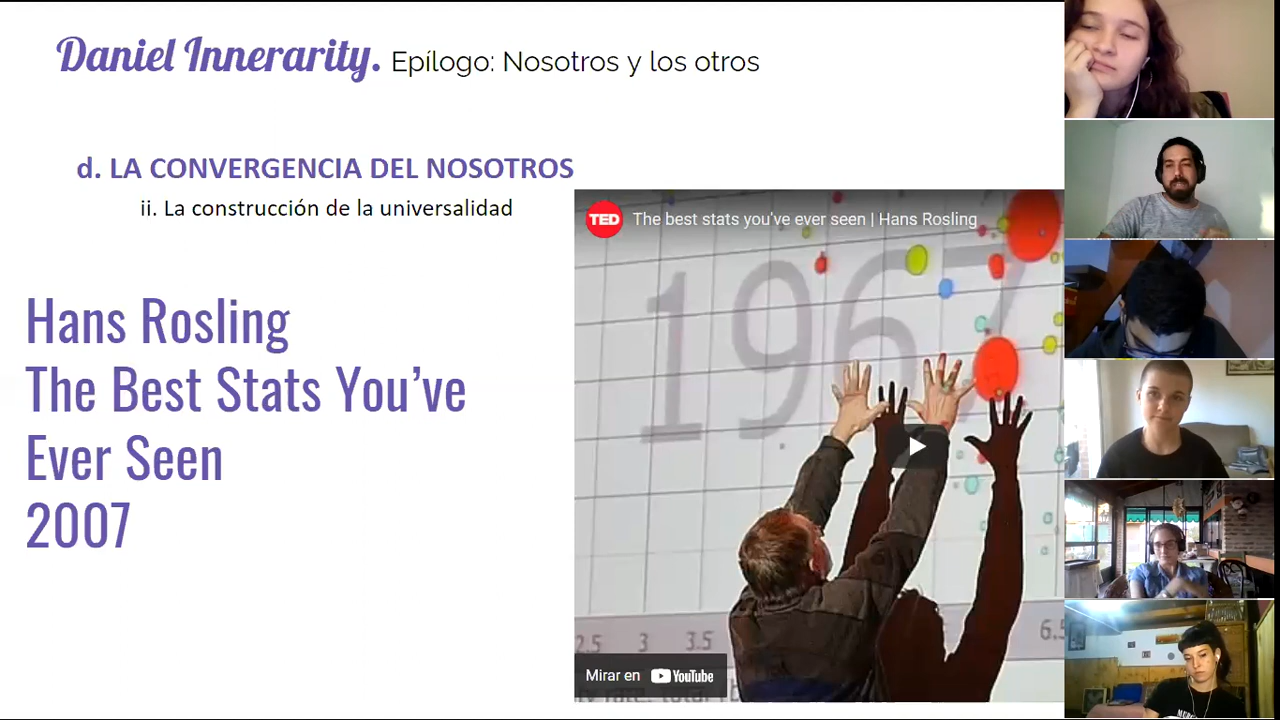 Daniel Innerarity. Epílogo: Nosotros y los otros
d. LA CONVERGENCIA DEL NOSOTROS
ii. La construcción de la universalidad
TED The best stats you've ever seen | Hans Rosling
1967
Hans Rosling
The Best Stats You've
Ever Seen
2007
2.5 3 3.5 6.5
Mirar en YouTube